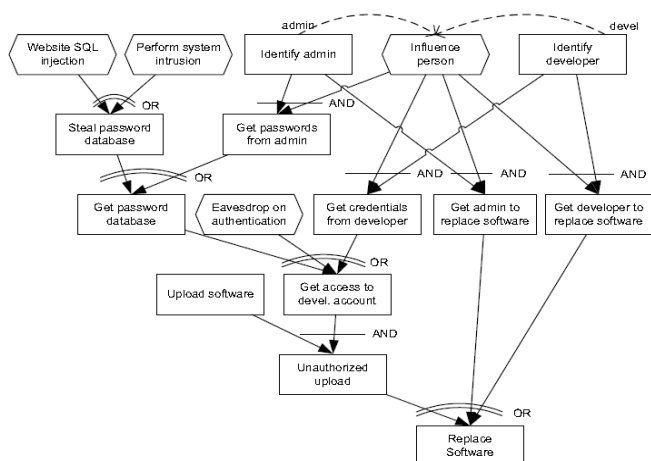 admin
devel
Website SQL
injection
Perform system
intrusion
Identify admin
Influence
person
Identify
developer
OR
AND
Steal password
database
Get passwords
from admin
OR
AND
AND
AND
Get password
database
Eavesdrop on
authentication
Get credentials
from developer
Get admin to
replace software
Get developer to
replace software
OR
Upload software
Get access to
devel. account
AND
Unauthorized
upload
OR
Replace
Software